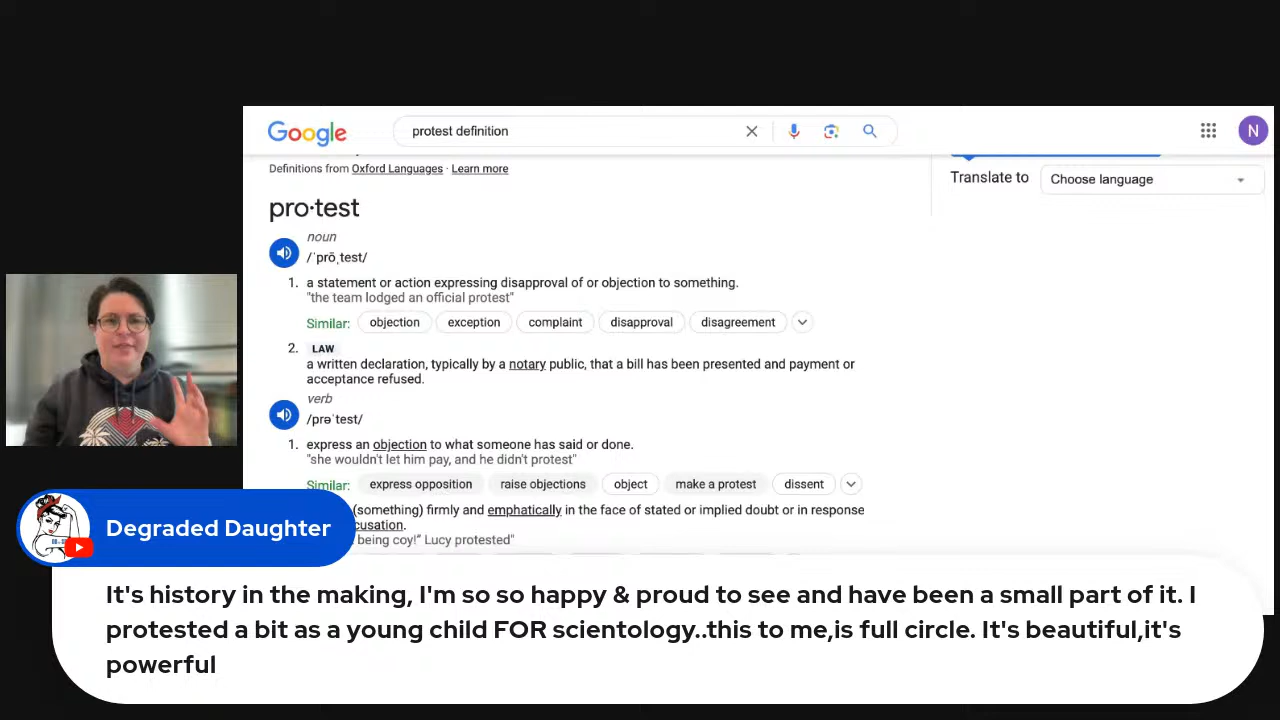 Google
protest definition
N
Definitions from Oxford Languages · Learn more
Translate to
Choose language
pro·test
noun
/ˈprōˌtest/
1. a statement or action expressing disapproval of or objection to something.
"the team lodged an official protest"
Similar: objection exception complaint disapproval disagreement
2. LAW
a written declaration, typically by a notary public, that a bill has been presented and payment or
acceptance refused.
verb
/prəˈtest/
1. express an objection to what someone has said or done.
"she wouldn't let him pay, and he didn't protest"
Similar: express opposition raise objections object make a protest dissent
(something) firmly and emphatically in the face of stated or implied doubt or in response
being coy!" Lucy protested"
Degraded Daughter
It's history in the making, I'm so so happy & proud to see and have been a small part of it. I
protested a bit as a young child FOR scientology..this to me,is full circle. It's beautiful,it's
powerful